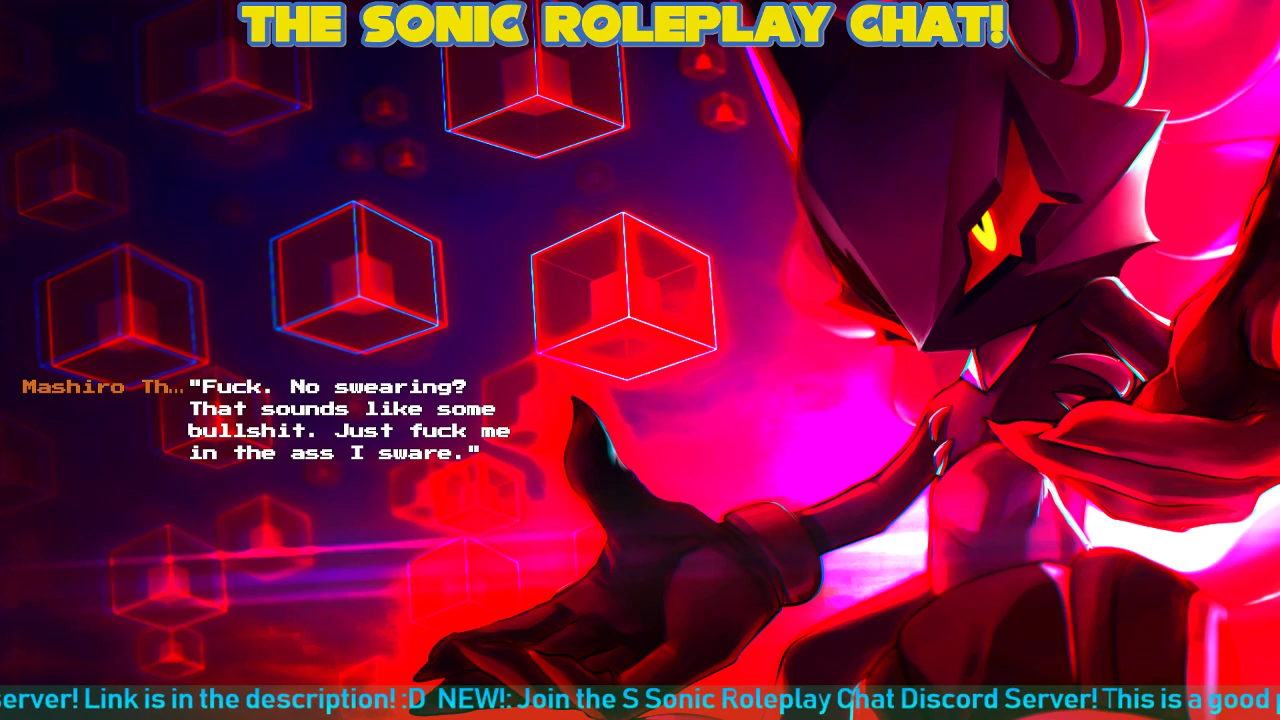 THE SONIC ROLEPLAY CHAT!
Mashiro Th... "Fuck. No swearing?
That sounds like some
bullshit. Just fuck me
in the ass I sware."
server! Link is in the description! :D NEW!: Join the S Sonic Roleplay Chat Discord Server! This is a good